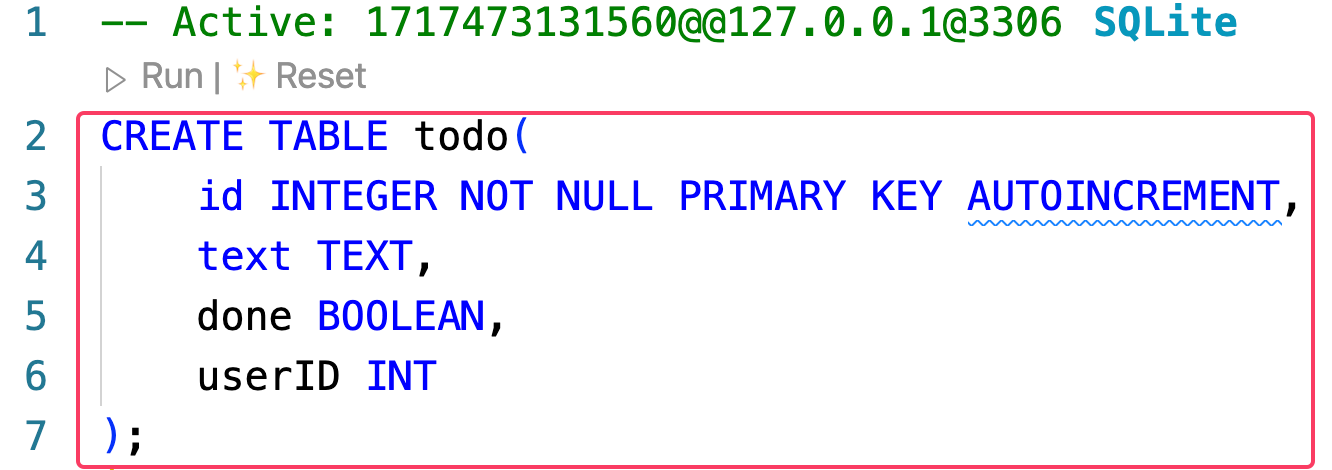 1 -- Active: 1717473131560@@127.0.0.1@3306 SQLite
▷ Run | ✨ Reset
2 CREATE TABLE todo(
3     id INTEGER NOT NULL PRIMARY KEY AUTOINCREMENT,
4     text TEXT,
5     done BOOLEAN,
6     userID INT
7 );